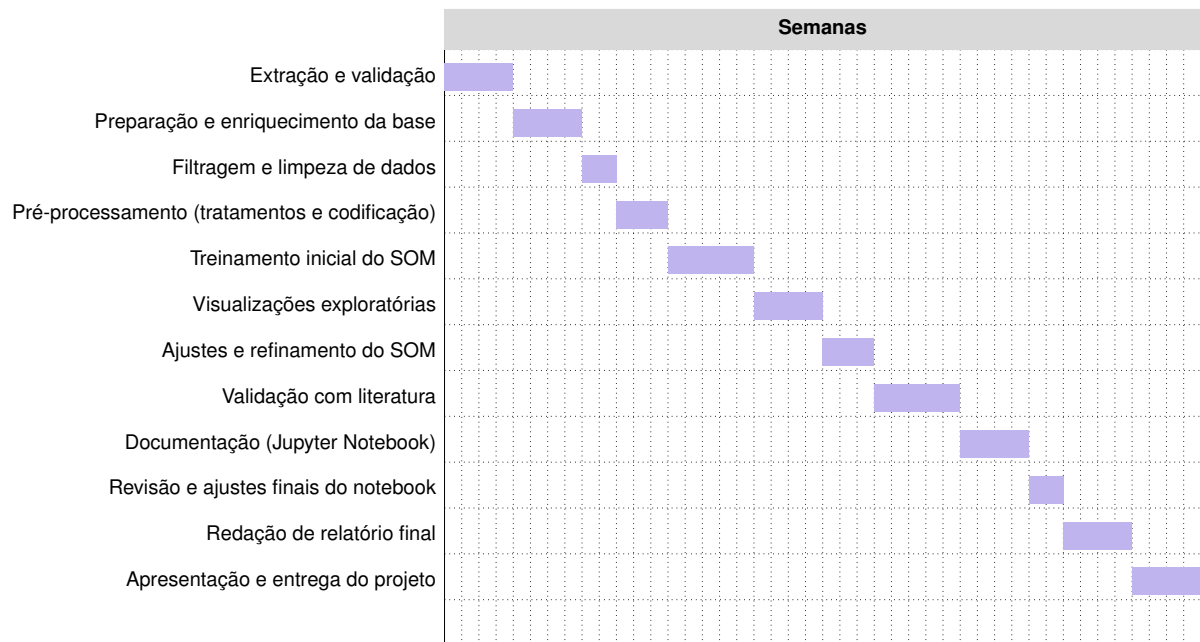 Semanas
Extração e validação
Preparação e enriquecimento da base
Filtragem e limpeza de dados
Pré-processamento (tratamentos e codificação)
Treinamento inicial do SOM
Visualizações exploratórias
Ajustes e refinamento do SOM
Validação com literatura
Documentação (Jupyter Notebook)
Revisão e ajustes finais do notebook
Redação de relatório final
Apresentação e entrega do projeto